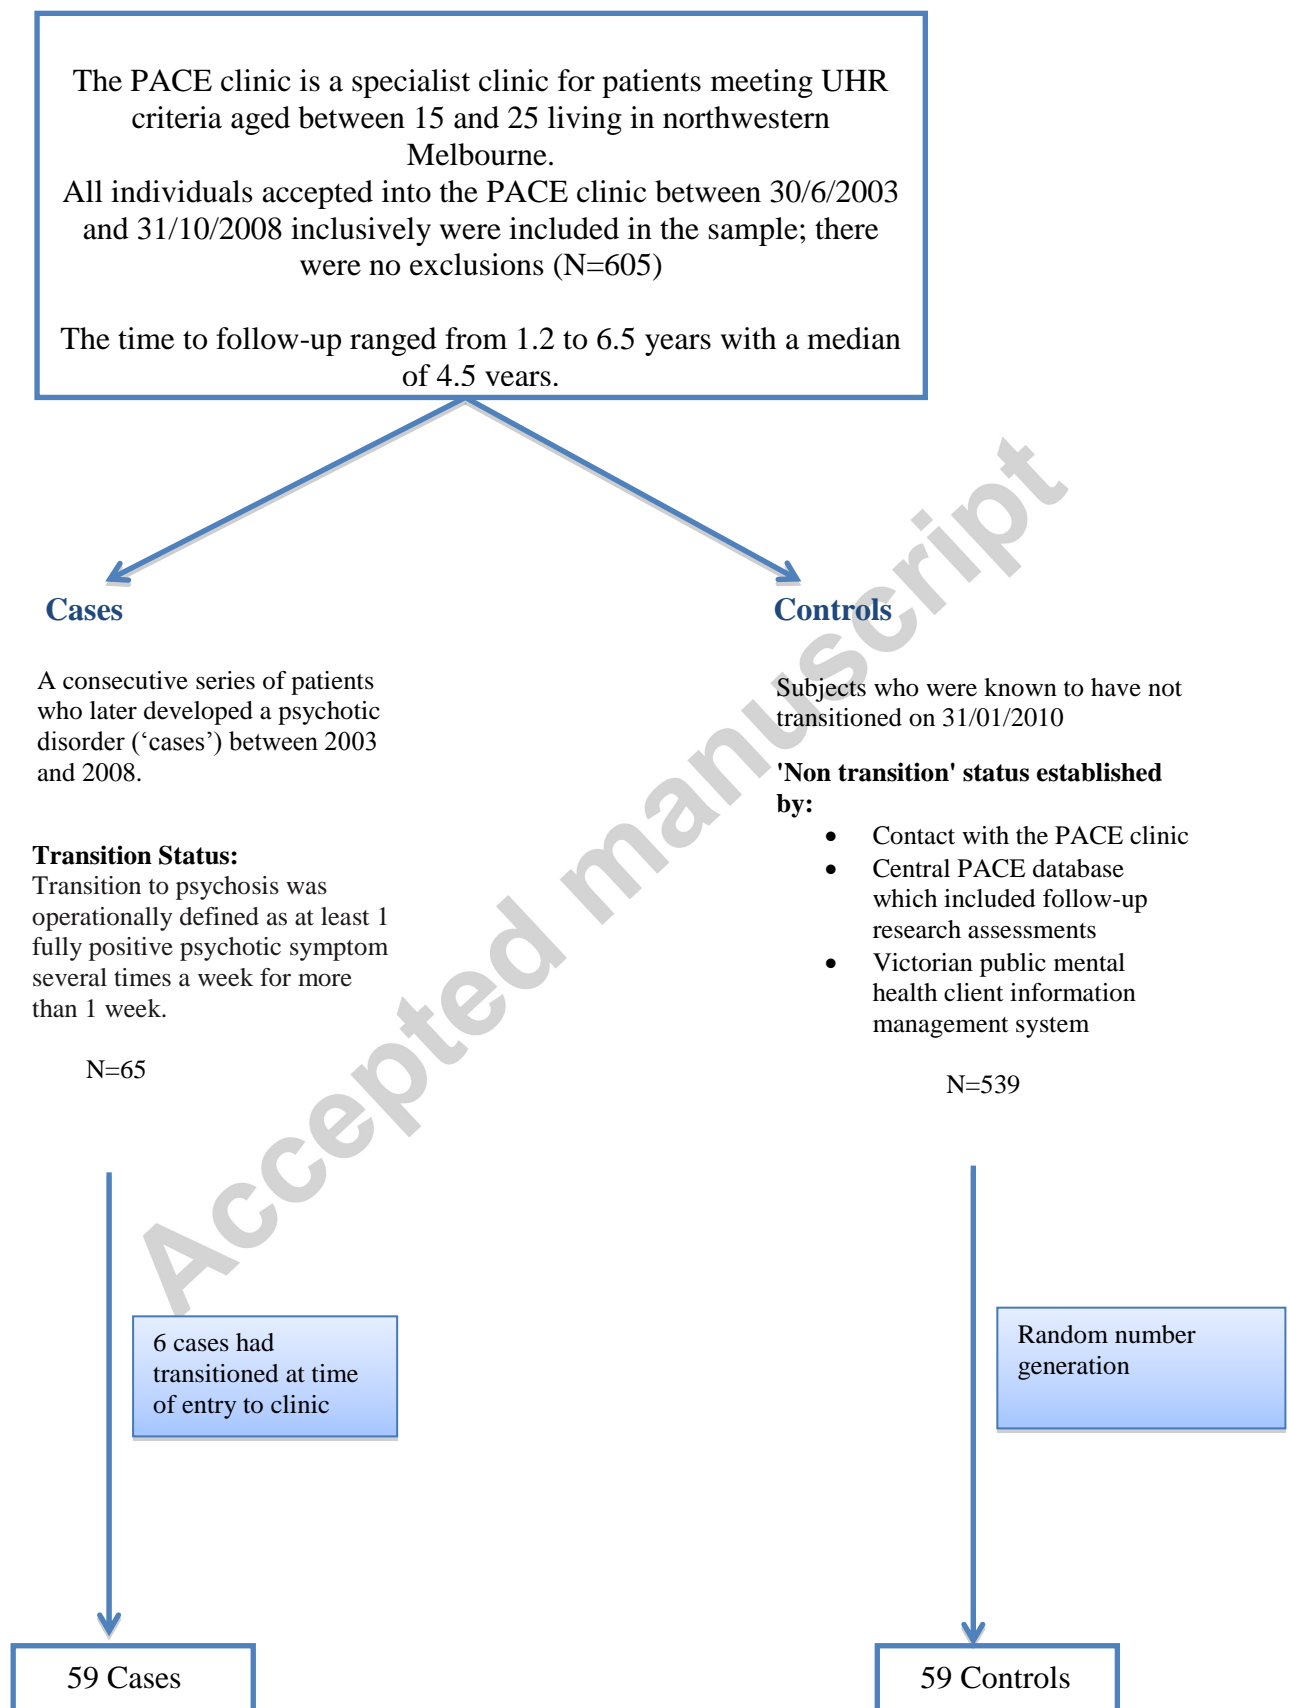 The PACE clinic is a specialist clinic for patients meeting UHR
criteria aged between 15 and 25 living in northwestern
Melbourne.
All individuals accepted into the PACE clinic between 30/6/2003
and 31/10/2008 inclusively were included in the sample; there
were no exclusions (N=605)
The time to follow-up ranged from 1.2 to 6.5 years with a median
of 4.5 years.
Cases
A consecutive series of patients
who later developed a psychotic
disorder (‘cases’) between 2003
and 2008.
Transition Status:
Transition to psychosis was
operationally defined as at least 1
fully positive psychotic symptom
several times a week for more
than 1 week.
N=65
Controls
Subjects who were known to have not
transitioned on 31/01/2010
'Non transition' status established
by:
• Contact with the PACE clinic
• Central PACE database
which included follow-up
research assessments
• Victorian public mental
health client information
management system
N=539
6 cases had
transitioned at time
of entry to clinic
Random number
generation
59 Cases
59 Controls
Accepted manuscript